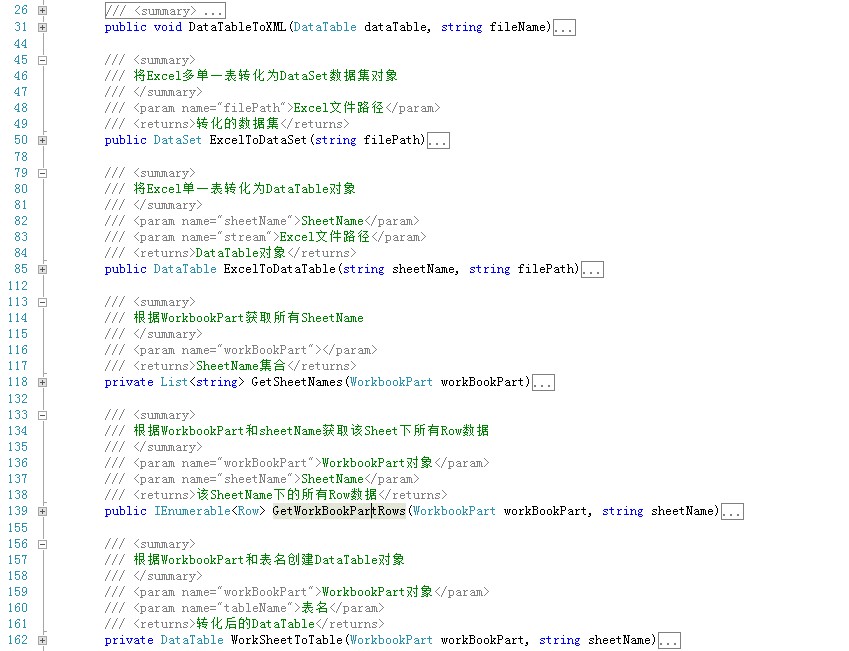 26 /// <summary> ...
31 public void DataTableToXML(DataTable dataTable, string fileName)...
44
45 /// <summary>
46 /// 将Excel多单一表转化为DataSet数据集对象
47 /// </summary>
48 /// <param name="filePath">Excel文件路径</param>
49 /// <returns>转化的数据集</returns>
50 public DataSet ExcelToDataSet(string filePath)...
78
79 /// <summary>
80 /// 将Excel单一表转化为DataTable对象
81 /// </summary>
82 /// <param name="sheetName">SheetName</param>
83 /// <param name="stream">Excel文件路径</param>
84 /// <returns>DataTable对象</returns>
85 public DataTable ExcelToDataTable(string sheetName, string filePath)...
112
113 /// <summary>
114 /// 根据WorkbookPart获取所有SheetName
115 /// </summary>
116 /// <param name="workBookPart"></param>
117 /// <returns>SheetName集合</returns>
118 private List<string> GetSheetNames(WorkbookPart workBookPart)...
132
133 /// <summary>
134 /// 根据WorkbookPart和sheetName获取该Sheet下所有Row数据
135 /// </summary>
136 /// <param name="workBookPart">WorkbookPart对象</param>
137 /// <param name="sheetName">SheetName</param>
138 /// <returns>该SheetName下的所有Row数据</returns>
139 public IEnumerable<Row> GetWorkBookPartRows(WorkbookPart workBookPart, string sheetName)...
155
156 /// <summary>
157 /// 根据WorkbookPart和表名创建DataTable对象
158 /// </summary>
159 /// <param name="workBookPart">WorkbookPart对象</param>
160 /// <param name="tableName">表名</param>
161 /// <returns>转化后的DataTable</returns>
162 private DataTable WorkSheetToTable(WorkbookPart workBookPart, string sheetName)...